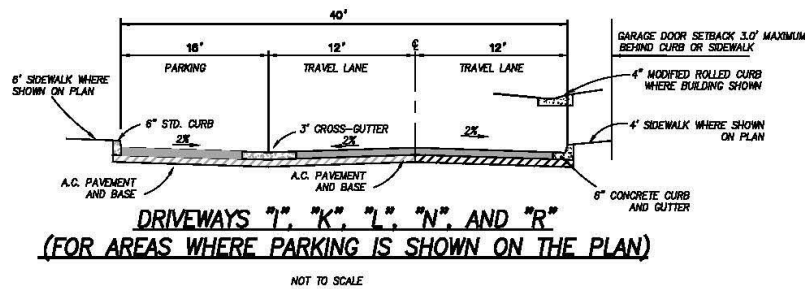 40'
16'
12'
℄
12'
PARKING
TRAVEL LANE
TRAVEL LANE
GARAGE DOOR SETBACK 3.0' MAXIMUM
BEHIND CURB OR SIDEWALK
6' SIDEWALK WHERE
SHOWN ON PLAN
4" MODIFIED ROLLED CURB
WHERE BUILDING SHOWN
6" STD. CURB
2%
3' CROSS-GUTTER
2%
2%
4' SIDEWALK WHERE SHOWN
ON PLAN
A.C. PAVEMENT
AND BASE
A.C. PAVEMENT
AND BASE
6" CONCRETE CURB
AND GUTTER
DRIVEWAYS "I", "K", "L", "N", AND "R"
(FOR AREAS WHERE PARKING IS SHOWN ON THE PLAN)
NOT TO SCALE